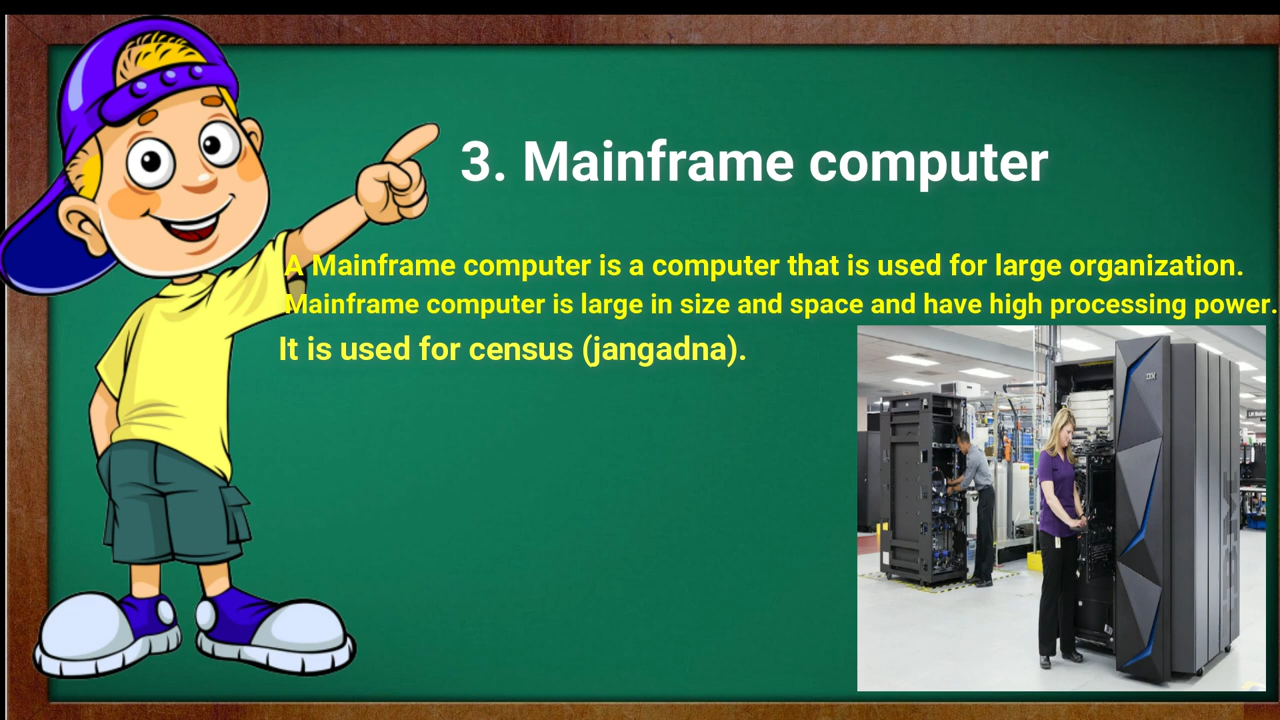 3. Mainframe computer
A Mainframe computer is a computer that is used for large organization.
Mainframe computer is large in size and space and have high processing power.
It is used for census (jangadna).
IBM